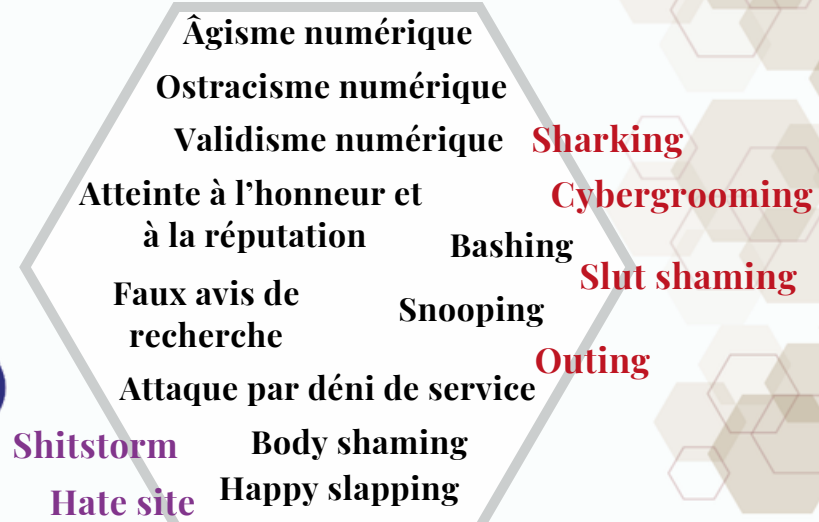 Âgisme numérique
Ostracisme numérique
Validisme numérique
Sharking
Atteinte à l’honneur et
à la réputation
Cybergrooming
Bashing
Slut shaming
Faux avis de
recherche
Snooping
Outing
Attaque par déni de service
Shitstorm
Body shaming
Hate site
Happy slapping